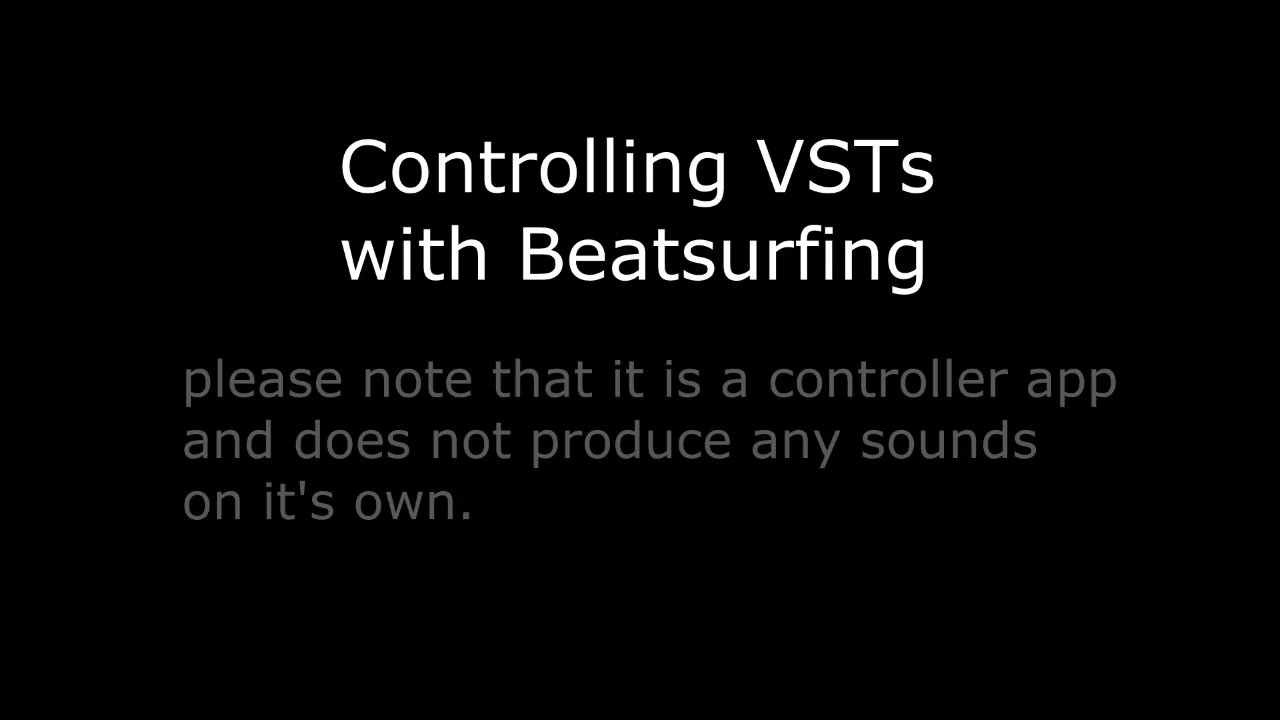 Controlling VSTs
with Beatsurfing
please note that it is a controller app
and does not produce any sounds
on it's own.